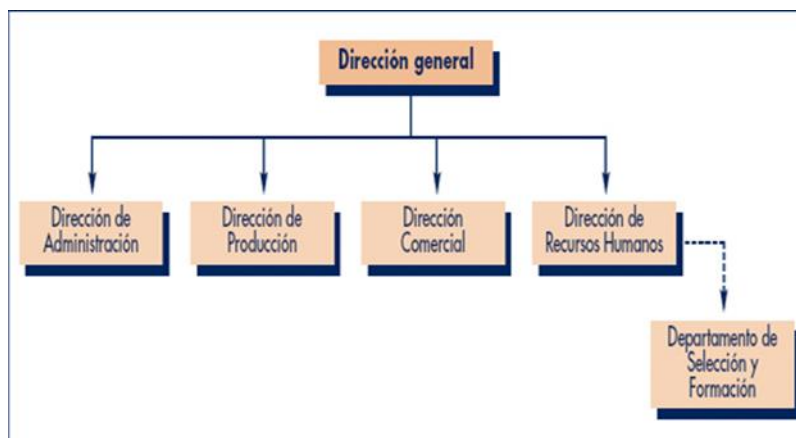 Dirección general
Dirección de
Administración
Dirección de
Producción
Dirección
Comercial
Dirección de
Recursos Humanos
Departamento de
Selección y
Formación